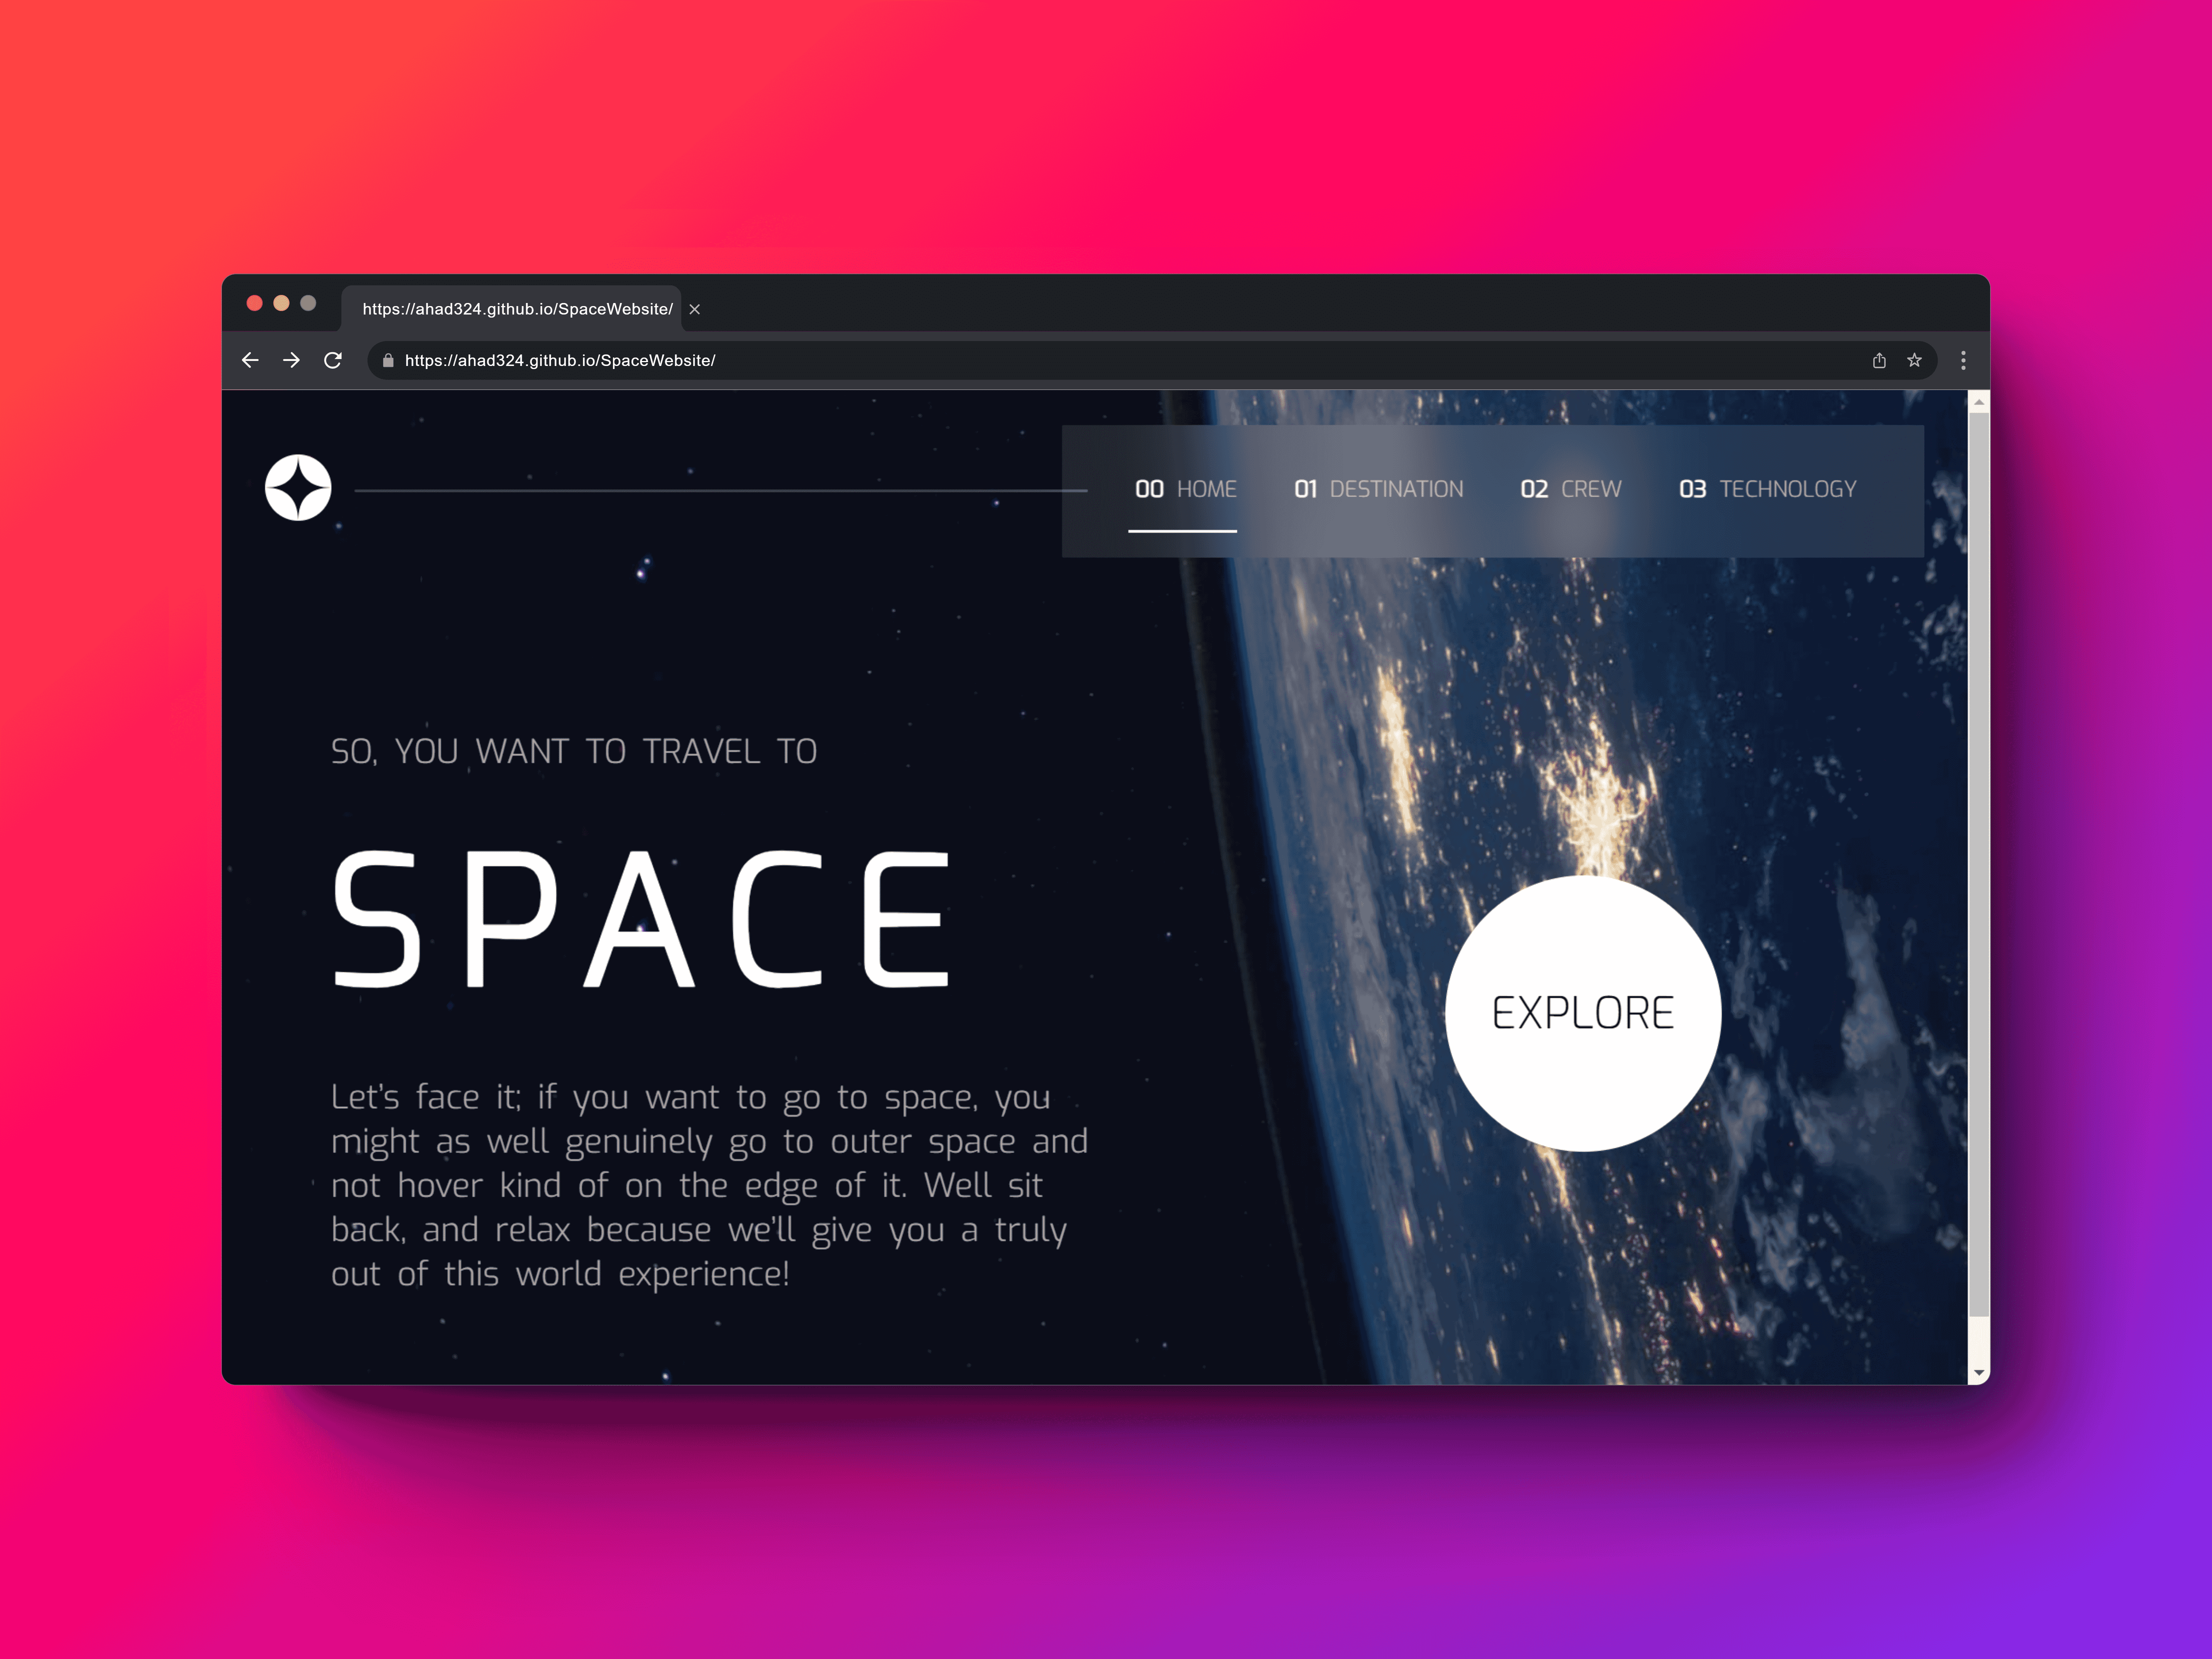 https://ahad324.github.io/SpaceWebsite/
https://ahad324.github.io/SpaceWebsite/
00 HOME 01 DESTINATION 02 CREW 03 TECHNOLOGY
SO, YOU WANT TO TRAVEL TO
SPACE
EXPLORE
Let's face it; if you want to go to space, you
might as well genuinely go to outer space and
not hover kind of on the edge of it. Well sit
back, and relax because we'll give you a truly
out of this world experience!